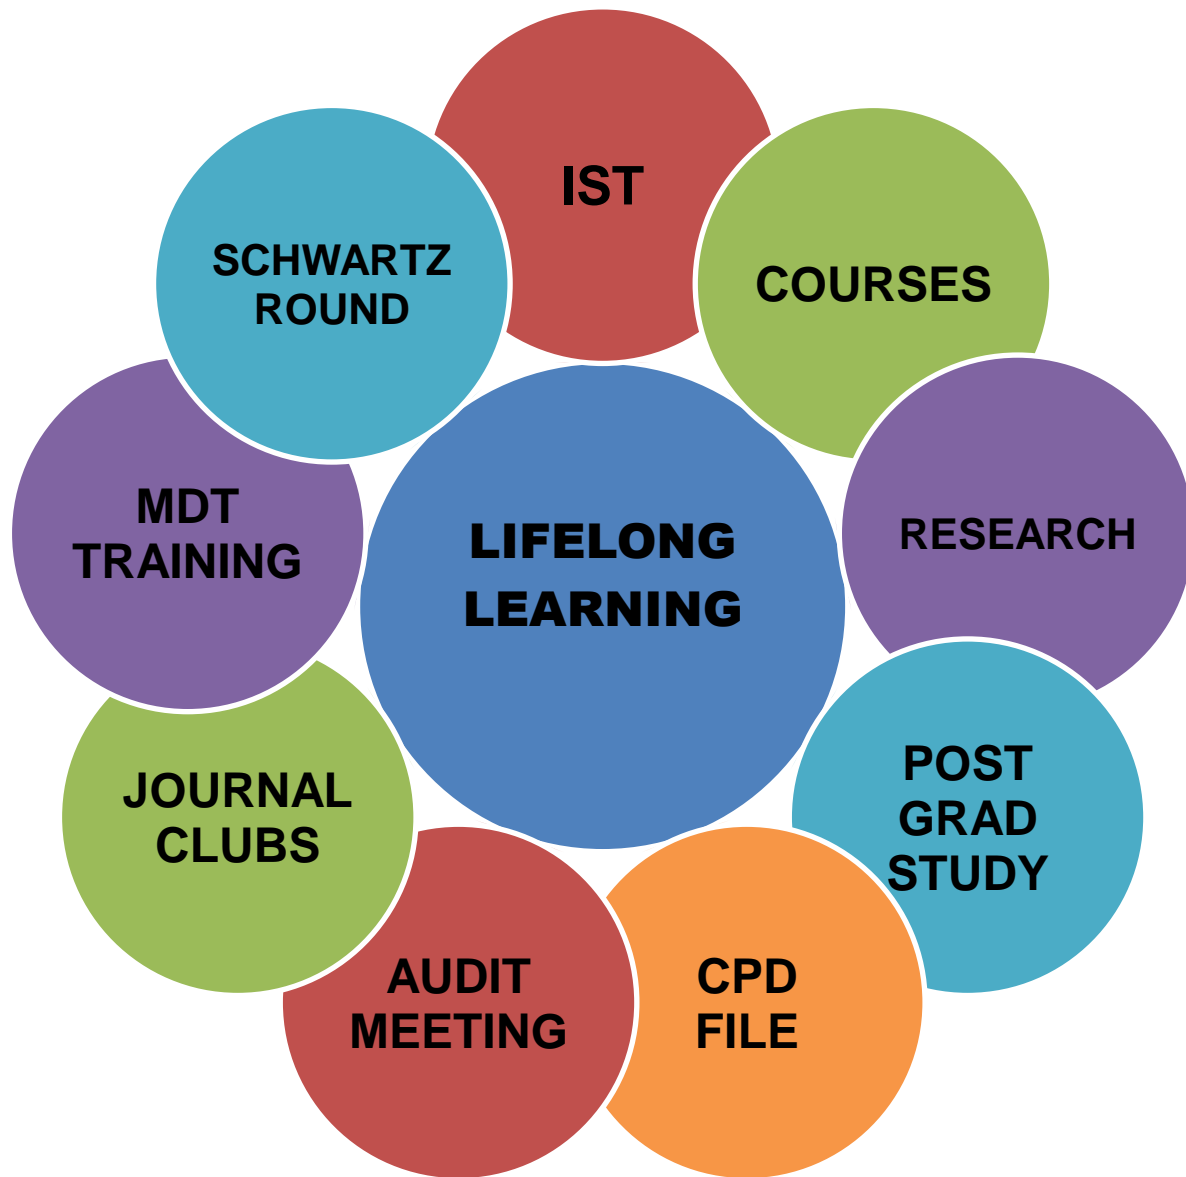 IST
COURSES
RESEARCH
POST
GRAD
STUDY
CPD
FILE
AUDIT
MEETING
JOURNAL
CLUBS
MDT
TRAINING
SCHWARTZ
ROUND
LIFELONG
LEARNING